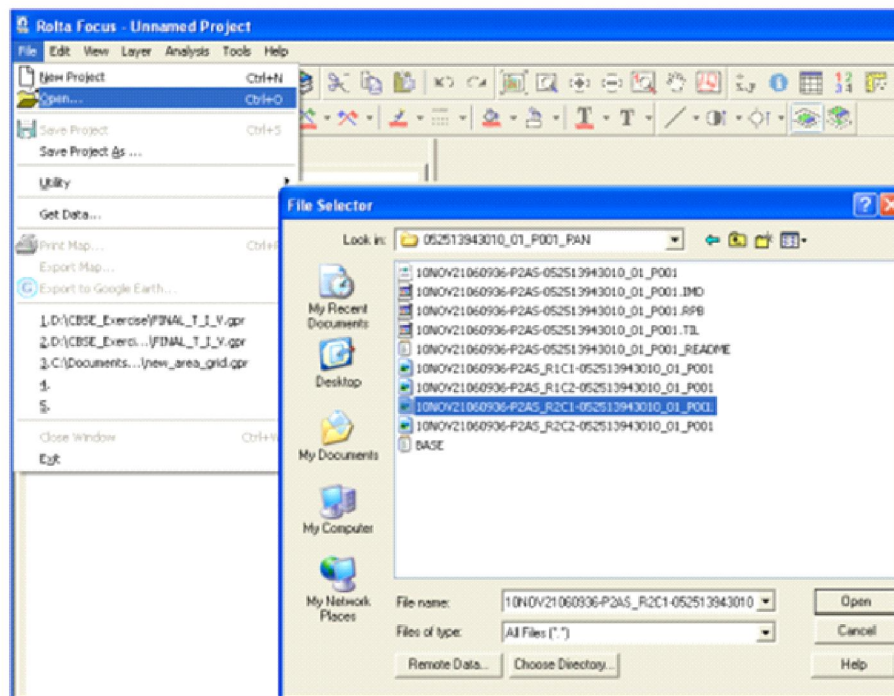 Rolta Focus - Unnamed Project
File Edit View Layer Analysis Tools Help
New Project Ctrl+N
Open... Ctrl+O
Save Project Ctrl+S
Save Project As ...
Utility
Get Data...
Print Map... Ctrl+P
Export Map...
Export to Google Earth...
1.D:\CBSE_Exercise\FINAL_T_I_V.gpr
2.D:\CBSE_Exerci...\FINAL_T_I_V.gpr
3.C:\Documents...\new_area_grid.gpr
4.
5.
Close Window Ctrl+W
Exit
File Selector
Look in: 052513943010_01_P001_PAN
10NOV21060936-P2AS-052513943010_01_P001
10NOV21060936-P2AS-052513943010_01_P001.IMD
10NOV21060936-P2AS-052513943010_01_P001.RPB
10NOV21060936-P2AS-052513943010_01_P001.TIL
10NOV21060936-P2AS-052513943010_01_P001_README
10NOV21060936-P2AS_R1C1-052513943010_01_P001
10NOV21060936-P2AS_R1C2-052513943010_01_P001
10NOV21060936-P2AS_R2C1-052513943010_01_P001
10NOV21060936-P2AS_R2C2-052513943010_01_P001
BASE
My Recent Documents
Desktop
My Documents
My Computer
My Network Places
File name: 10NOV21060936-P2AS_R2C1-052513943010 Open
Files of type: All Files (*.*) Cancel
Remote Data... Choose Directory... Help